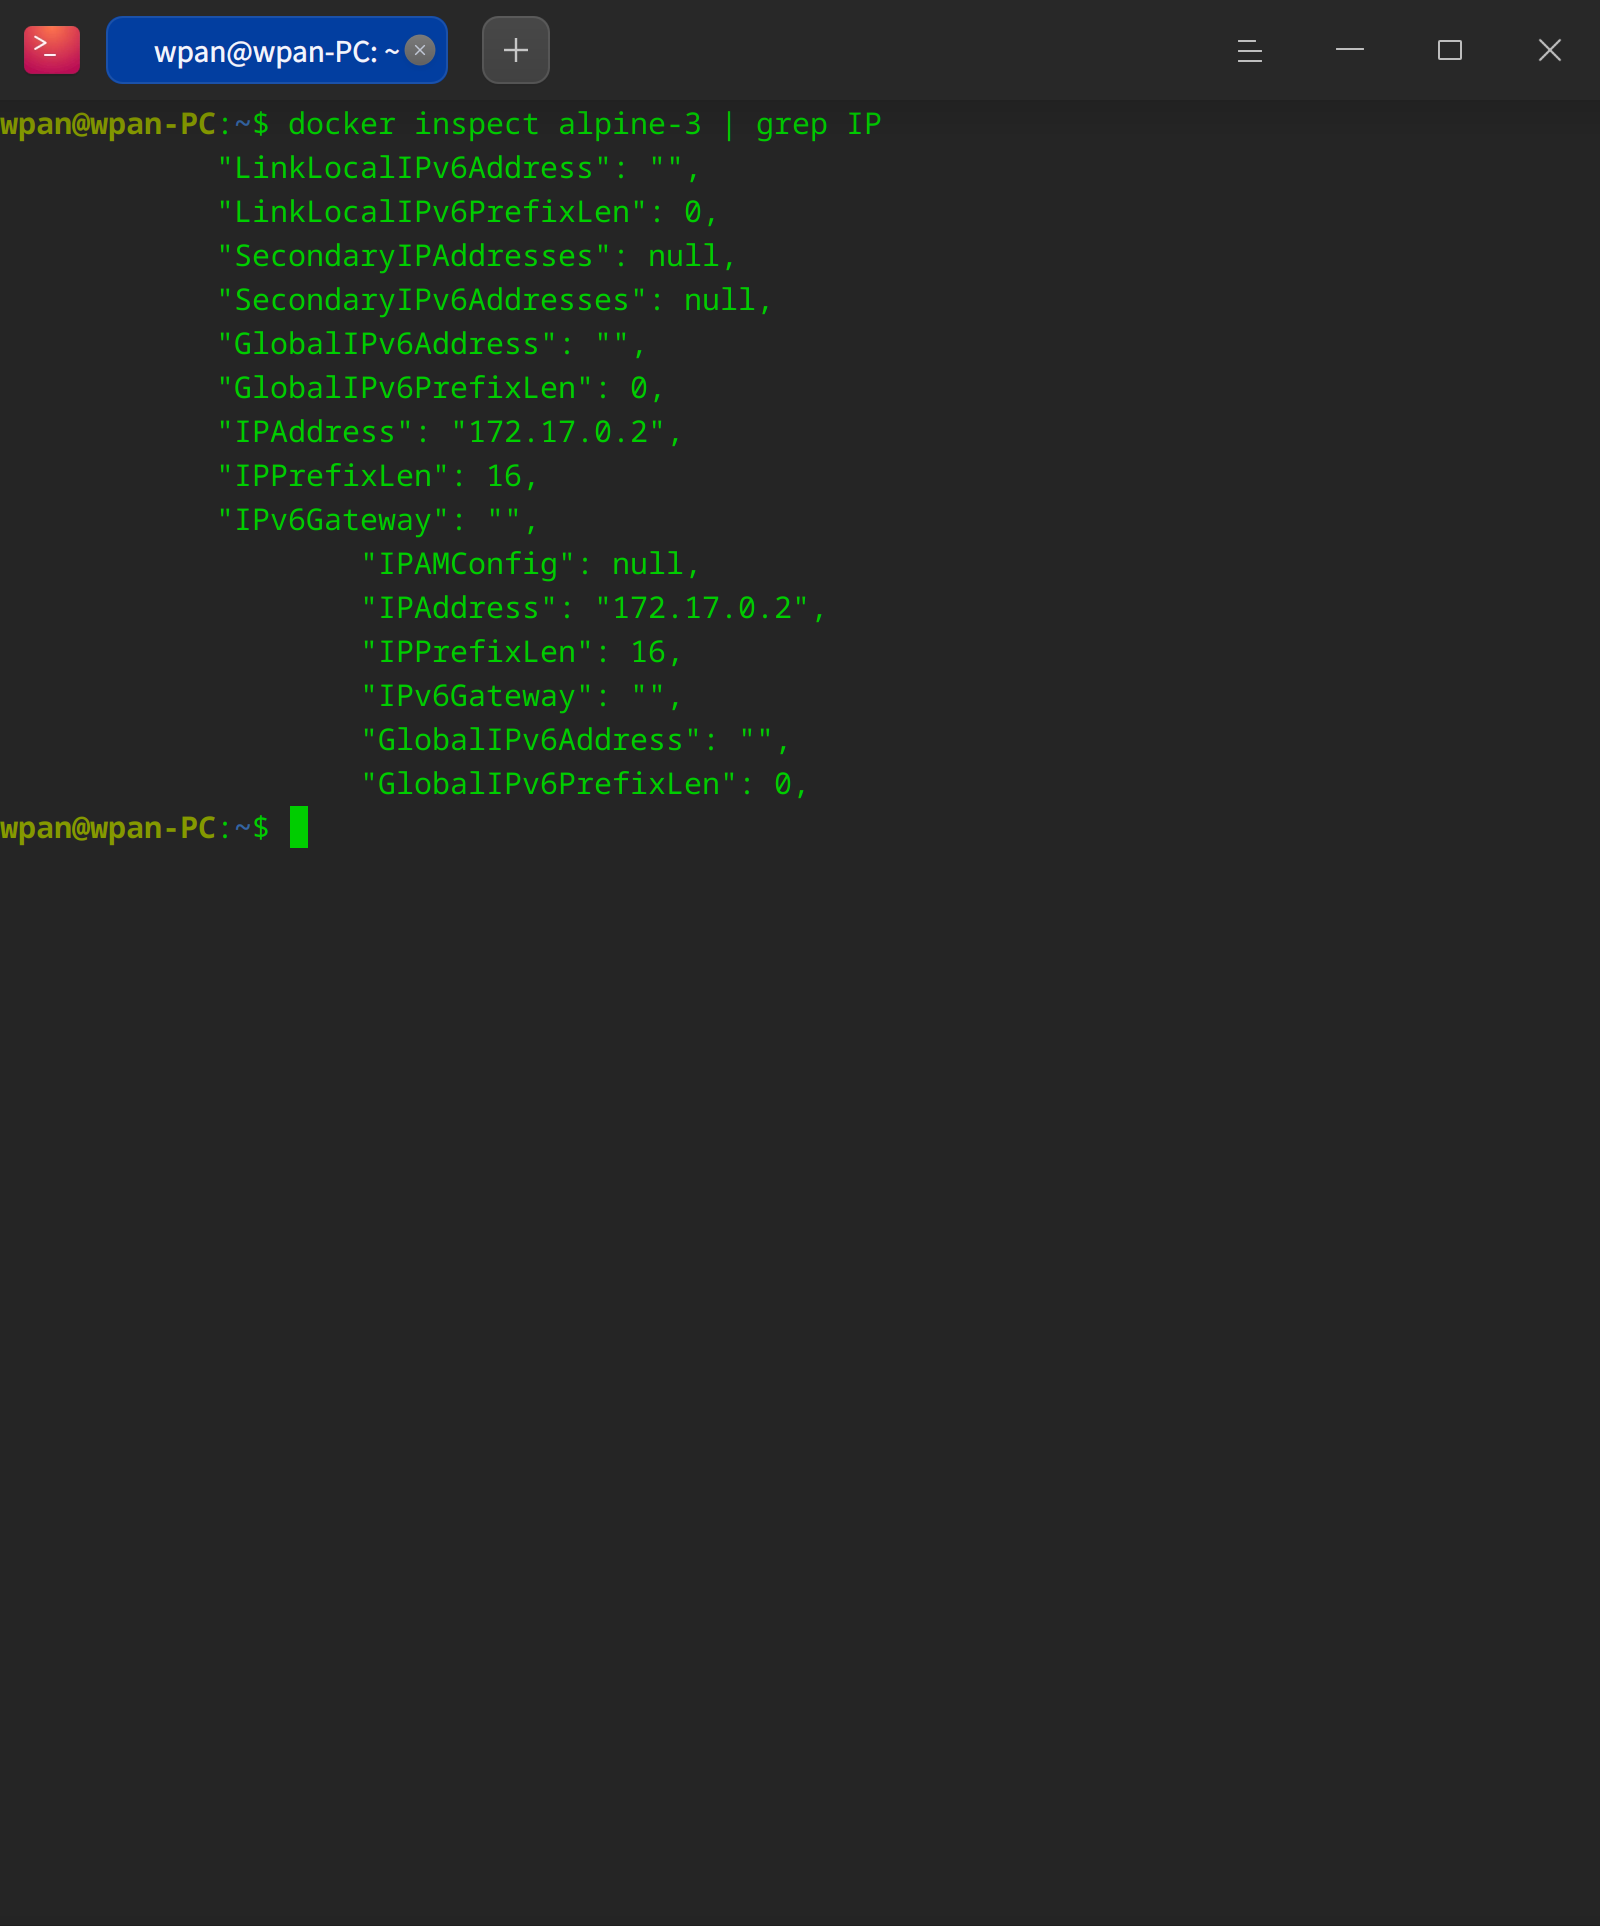 wpan@wpan-PC: ~
wpan@wpan-PC:~$ docker inspect alpine-3 | grep IP
            "LinkLocalIPv6Address": "",
            "LinkLocalIPv6PrefixLen": 0,
            "SecondaryIPAddresses": null,
            "SecondaryIPv6Addresses": null,
            "GlobalIPv6Address": "",
            "GlobalIPv6PrefixLen": 0,
            "IPAddress": "172.17.0.2",
            "IPPrefixLen": 16,
            "IPv6Gateway": "",
                    "IPAMConfig": null,
                    "IPAddress": "172.17.0.2",
                    "IPPrefixLen": 16,
                    "IPv6Gateway": "",
                    "GlobalIPv6Address": "",
                    "GlobalIPv6PrefixLen": 0,
wpan@wpan-PC:~$